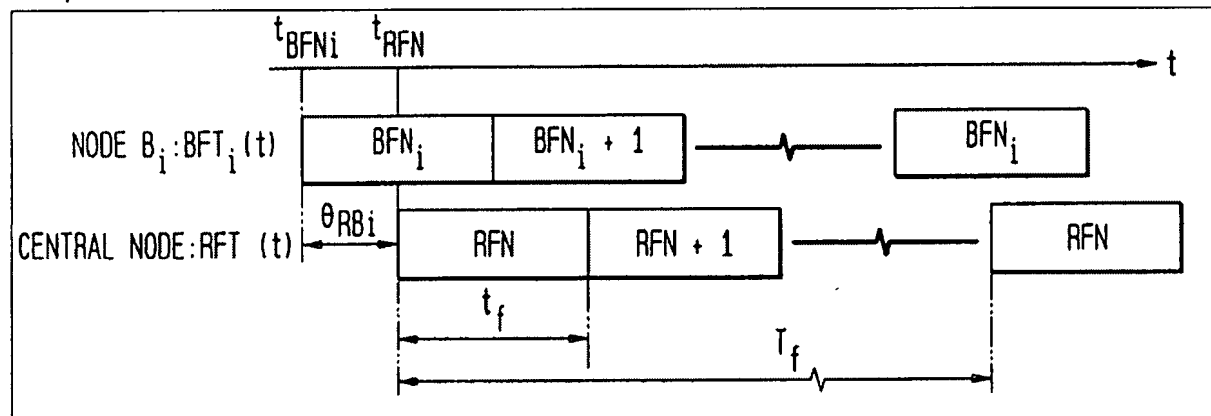 t_BFNi t_RFN
t
NODE B_i:BFT_i(t) BFN_i BFN_i + 1 BFN_i
θ_RBi
CENTRAL NODE:RFT (t) RFN RFN + 1 RFN
t_f
T_f